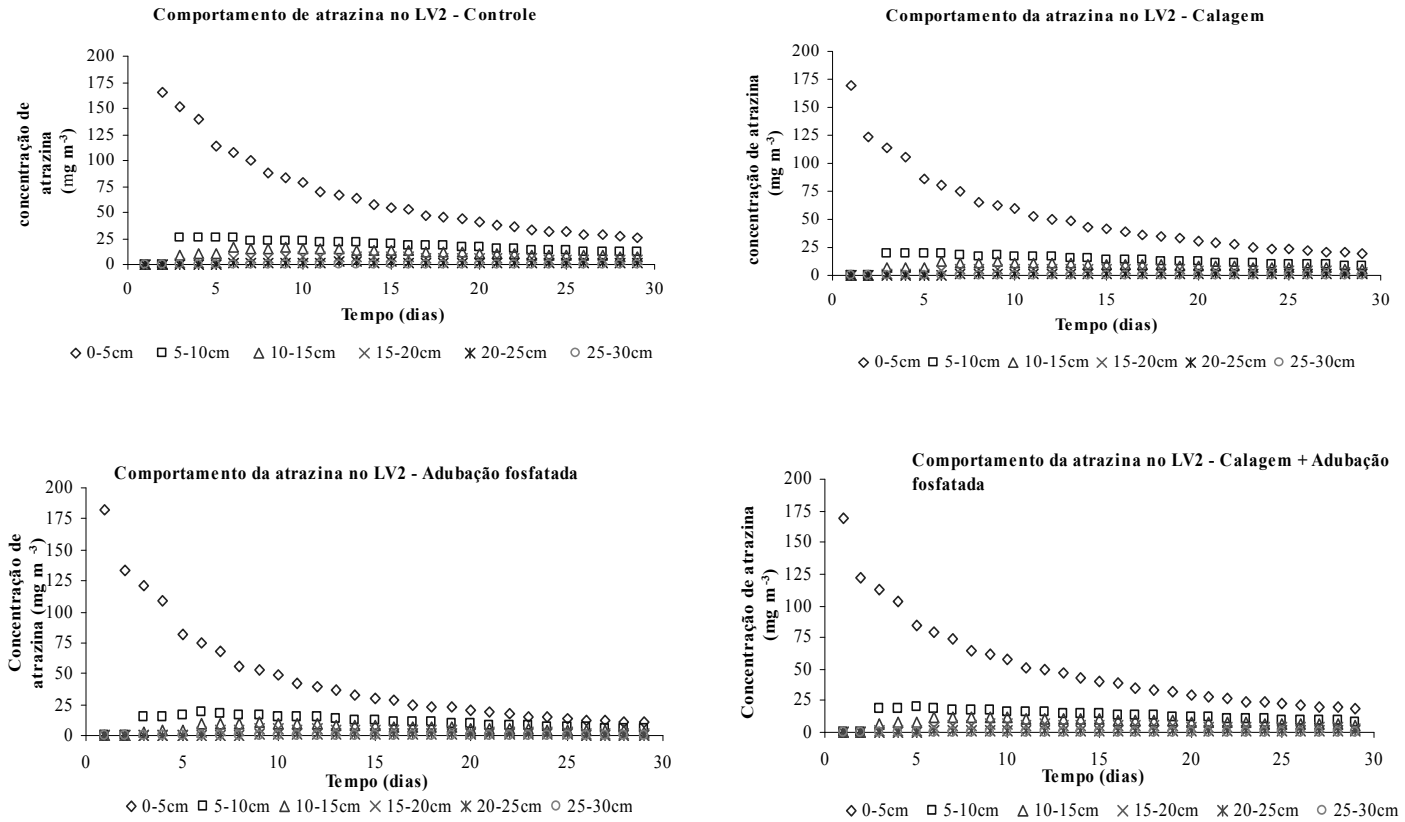 Comportamento de atrazina no LV2 - Controle
concentração de
atrazina
(mg m-3)
200
175
150
125
100
75
50
25
0
0 5 10 15 20 25 30
Tempo (dias)
0-5cm 5-10cm 10-15cm 15-20cm 20-25cm 25-30cm
Comportamento da atrazina no LV2 - Calagem
concentração de atrazina
(mg m-3)
200
175
150
125
100
75
50
25
0
0 5 10 15 20 25 30
Tempo (dias)
0-5cm 5-10cm 10-15cm 15-20cm 20-25cm 25-30cm
Comportamento da atrazina no LV2 - Adubação fosfatada
Concentração de
atrazina (mg m-3)
200
175
150
125
100
75
50
25
0
0 5 10 15 20 25 30
Tempo (dias)
0-5cm 5-10cm 10-15cm 15-20cm 20-25cm 25-30cm
Comportamento da atrazina no LV2 - Calagem + Adubação
fosfatada
Concentração de atrazina
(mg m-3)
200
175
150
125
100
75
50
25
0
0 5 10 15 20 25 30
Tempo (dias)
0-5cm 5-10cm 10-15cm 15-20cm 20-25cm 25-30cm